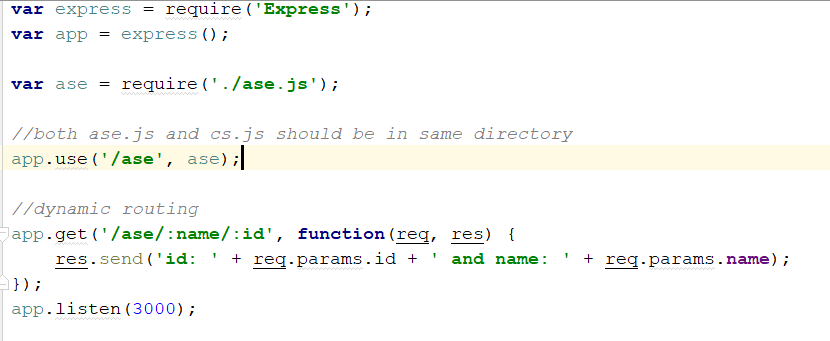 var express = require('Express');
var app = express();
var ase = require('./ase.js');
//both ase.js and cs.js should be in same directory
app.use('/ase', ase);
//dynamic routing
app.get('/ase/:name/:id', function(req, res) {
    res.send('id: ' + req.params.id + ' and name: ' + req.params.name);
});
app.listen(3000);